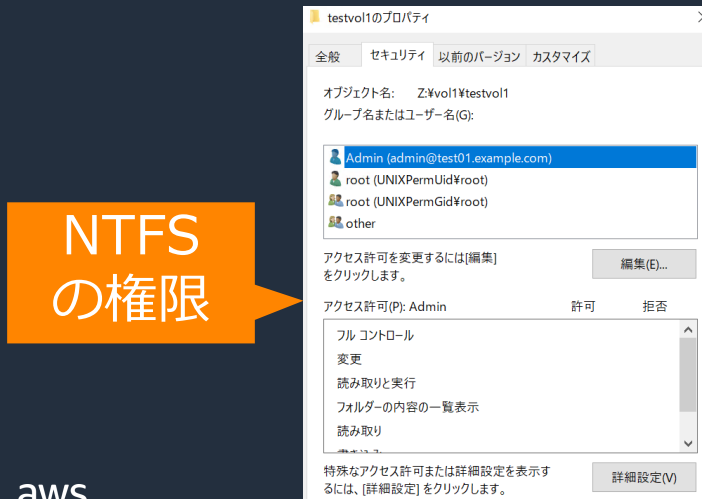 testvol1のプロパティ
全般
セキュリティ
以前のバージョン
カスタマイズ
オブジェクト名: Z:¥vol1¥testvol1
グループ名またはユーザー名(G):
Admin (admin@test01.example.com)
root (UNIXPermUid¥root)
root (UNIXPermGid¥root)
other
アクセス許可を変更するには[編集]
をクリックします。
編集(E)...
アクセス許可(P): Admin 許可 拒否
フル コントロール
変更
読み取りと実行
フォルダーの内容の一覧表示
読み取り
特殊なアクセス許可または詳細設定を表示す
るには、[詳細設定] をクリックします。
詳細設定(V)
NTFS
の権限
aws